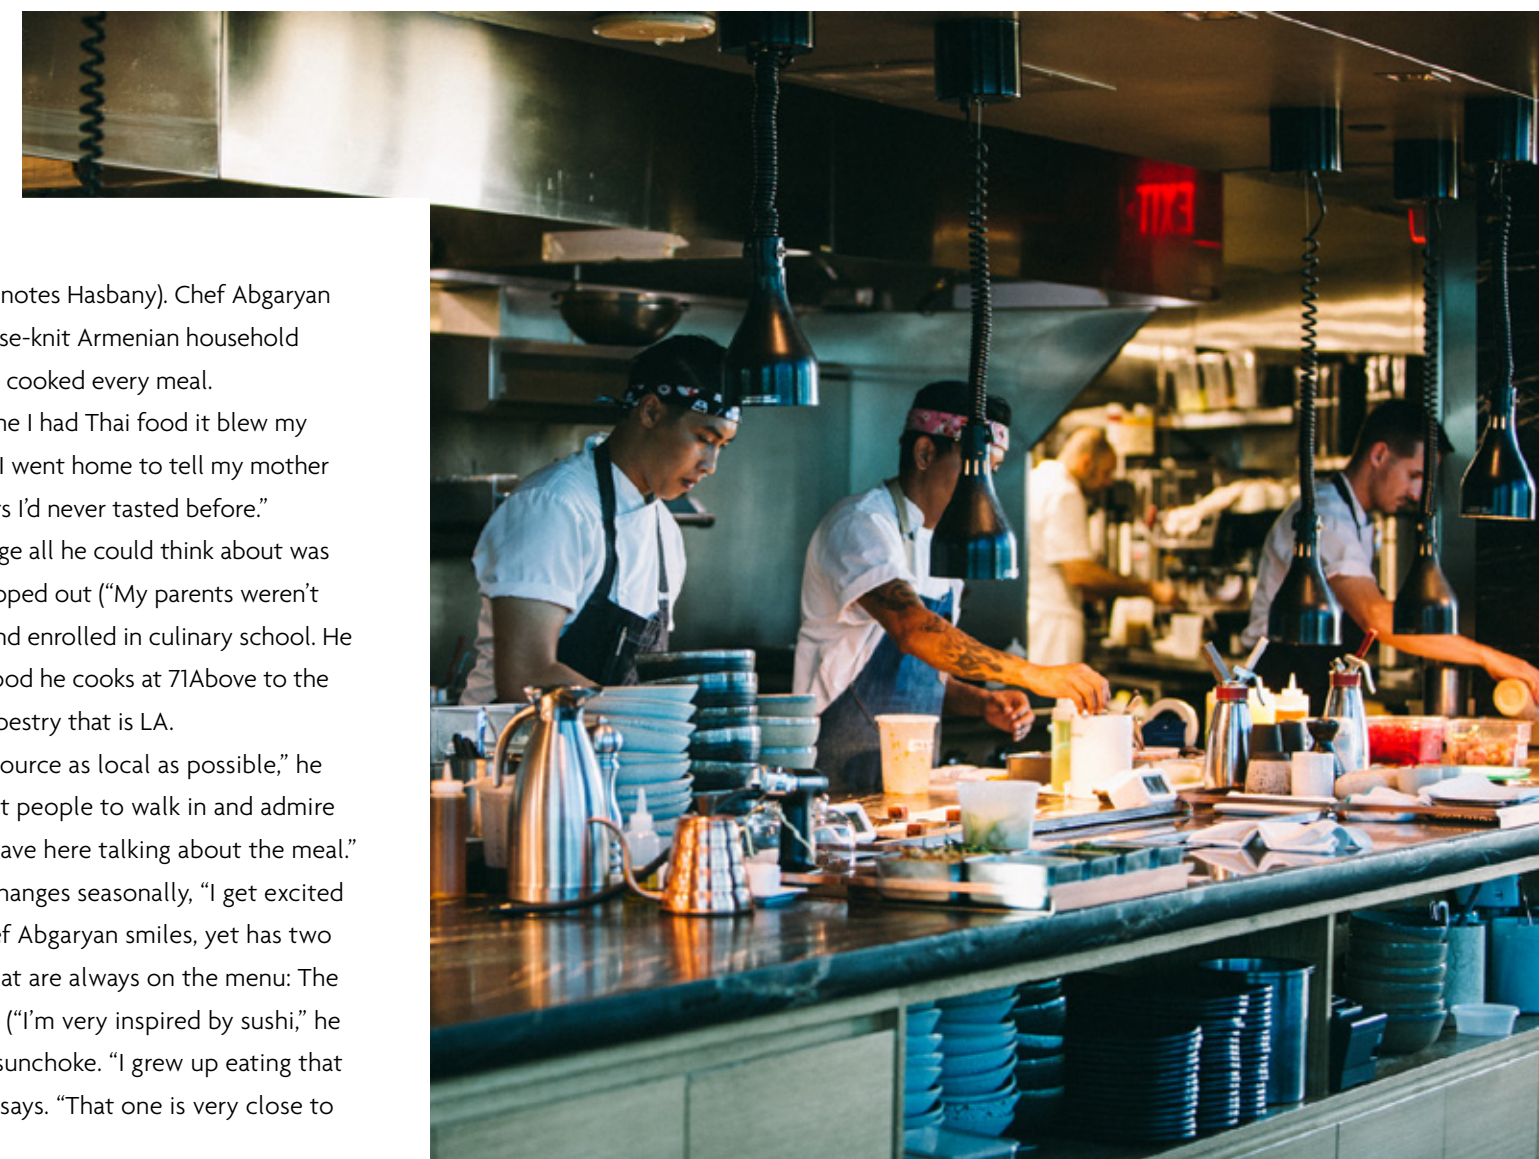 notes Hasbany). Chef Abgaryan
se-knit Armenian household
cooked every meal.
ne I had Thai food it blew my
I went home to tell my mother
s I’d never tasted before.”
ge all he could think about was
pped out (“My parents weren’t
nd enrolled in culinary school. He
ood he cooks at 71Above to the
pestry that is LA.
ource as local as possible,” he
t people to walk in and admire
ave here talking about the meal.”
hanges seasonally, “I get excited
ef Abgaryan smiles, yet has two
at are always on the menu: The
(“I’m very inspired by sushi,” he
sunchoke. “I grew up eating that
says. “That one is very close to
EXIT